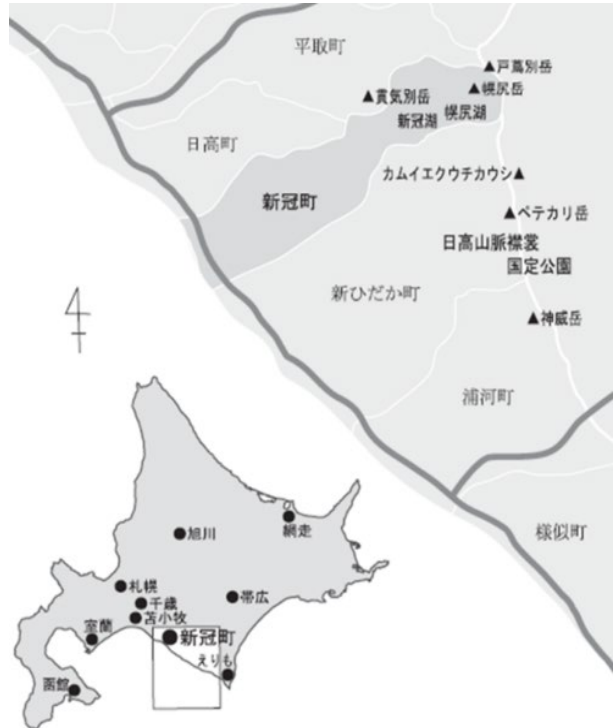 平取町
▲戸蔦別岳
▲幌尻岳
▲貫気別岳
幌尻湖
新冠湖
日高町
カムイエクウチカウシ▲
新冠町
▲ペテカリ岳
日高山脈襟裳
国定公園
新ひだか町
▲神威岳
浦河町
様似町
網走
旭川
札幌
帯広
千歳
苫小牧
室蘭
新冠町
えりも
函館